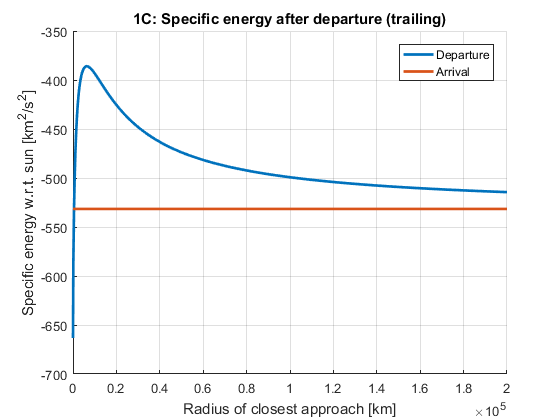 1C: Specific energy after departure (trailing)
Specific energy w.r.t. sun [km²/s²]
-350
-400
-450
-500
-550
-600
-650
-700
Departure
Arrival
0 0.2 0.4 0.6 0.8 1 1.2 1.4 1.6 1.8 2
×10⁵
Radius of closest approach [km]